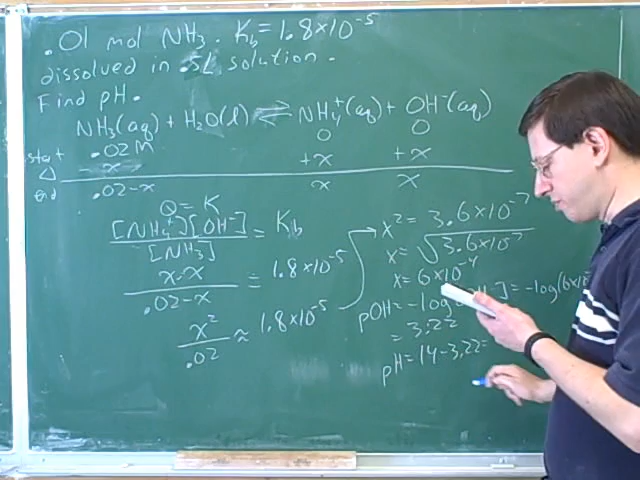 .01 mol NH₃. K_b = 1.8×10⁻⁵
dissolved in .5L solution.
Find pH.
NH₃(aq) + H₂O(l) ⇌ NH₄⁺(aq) + OH⁻(aq)
start .02M 0 0
Δ -x +x +x
end .02-x x x
Q = K
[NH₄⁺][OH⁻] / [NH₃] = K_b
x·x / .02-x = 1.8×10⁻⁵
x² / .02 ≈ 1.8×10⁻⁵
x² = 3.6×10⁻⁷
x = √3.6×10⁻⁷
x = 6×10⁻⁴
pOH = -log = -log(6×10
= 3.22
pH = 14-3.22=